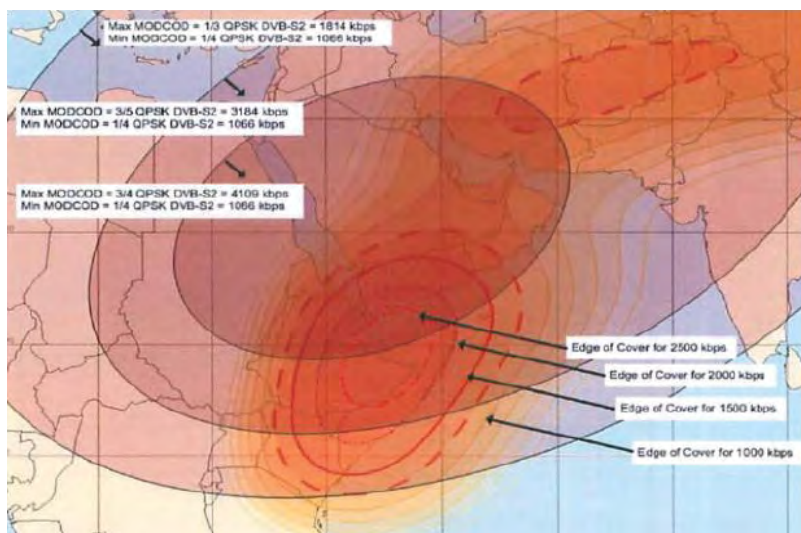 Max MODCOD = 1/3 QPSK DVB-S2 = 1814 kbps
Min MODCOD = 1/4 QPSK DVB-S2 = 1066 kbps
Max MODCOD = 3/5 QPSK DVB-S2 = 3184 kbps
Min MODCOD = 1/4 QPSK DVB-S2 = 1066 kbps
Max MODCOD = 3/4 QPSK DVB-S2 = 4109 kbps
Min MODCOD = 1/4 QPSK DVB-S2 = 1066 kbps
Edge of Cover for 2500 kbps
Edge of Cover for 2000 kbps
Edge of Cover for 1500 kbps
Edge of Cover for 1000 kbps